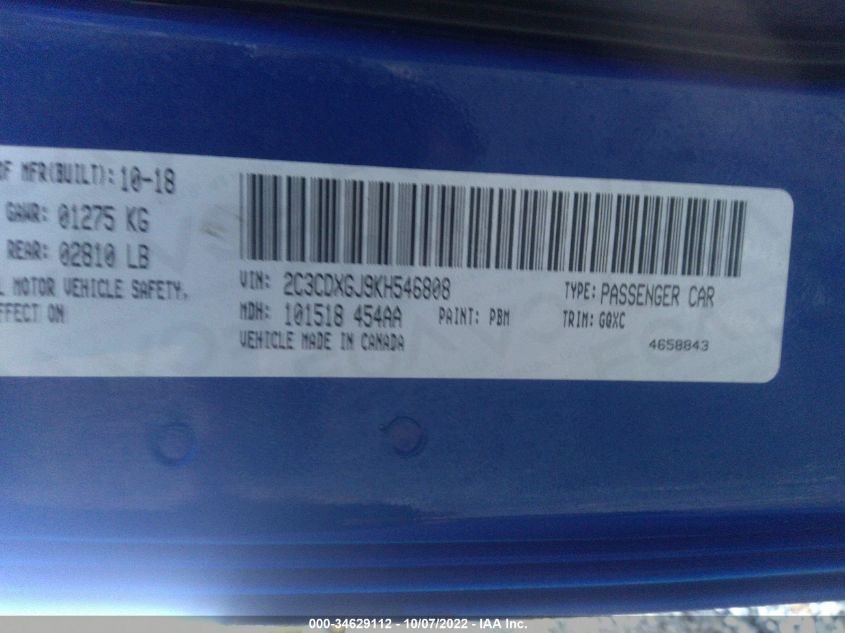 OF MFR(BUILT): 10-18
GAWR: 01275 KG
REAR: 02810 LB
MOTOR VEHICLE SAFETY,
EFFECT ON
VIN: 2C3CDXGJ9KH546808
TYPE: PASSENGER CAR
MDH: 101518 454AA
PAINT: PBM
TRIM: G0XC
VEHICLE MADE IN CANADA
4658843
000-34629112 - 10/07/2022 - IAA Inc.